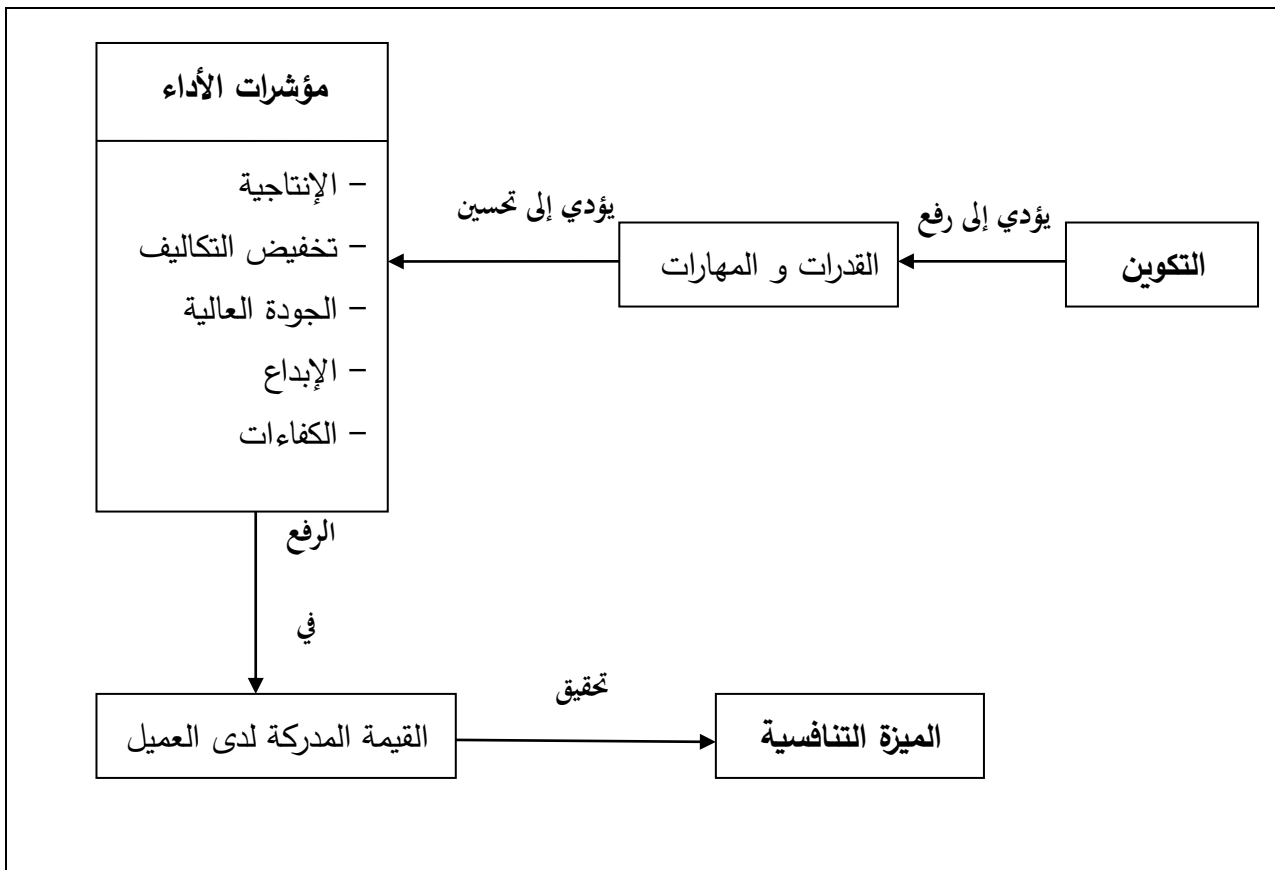 مؤشرات الأداء
– الإنتاجية
– تخفيض التكاليف
– الجودة العالية
– الإبداع
– الكفاءات
يؤدي إلى تحسين
القدرات و المهارات
يؤدي إلى رفع
التكوين
الرفع
في
القيمة المدركة لدى العميل
تحقيق
الميزة التنافسية